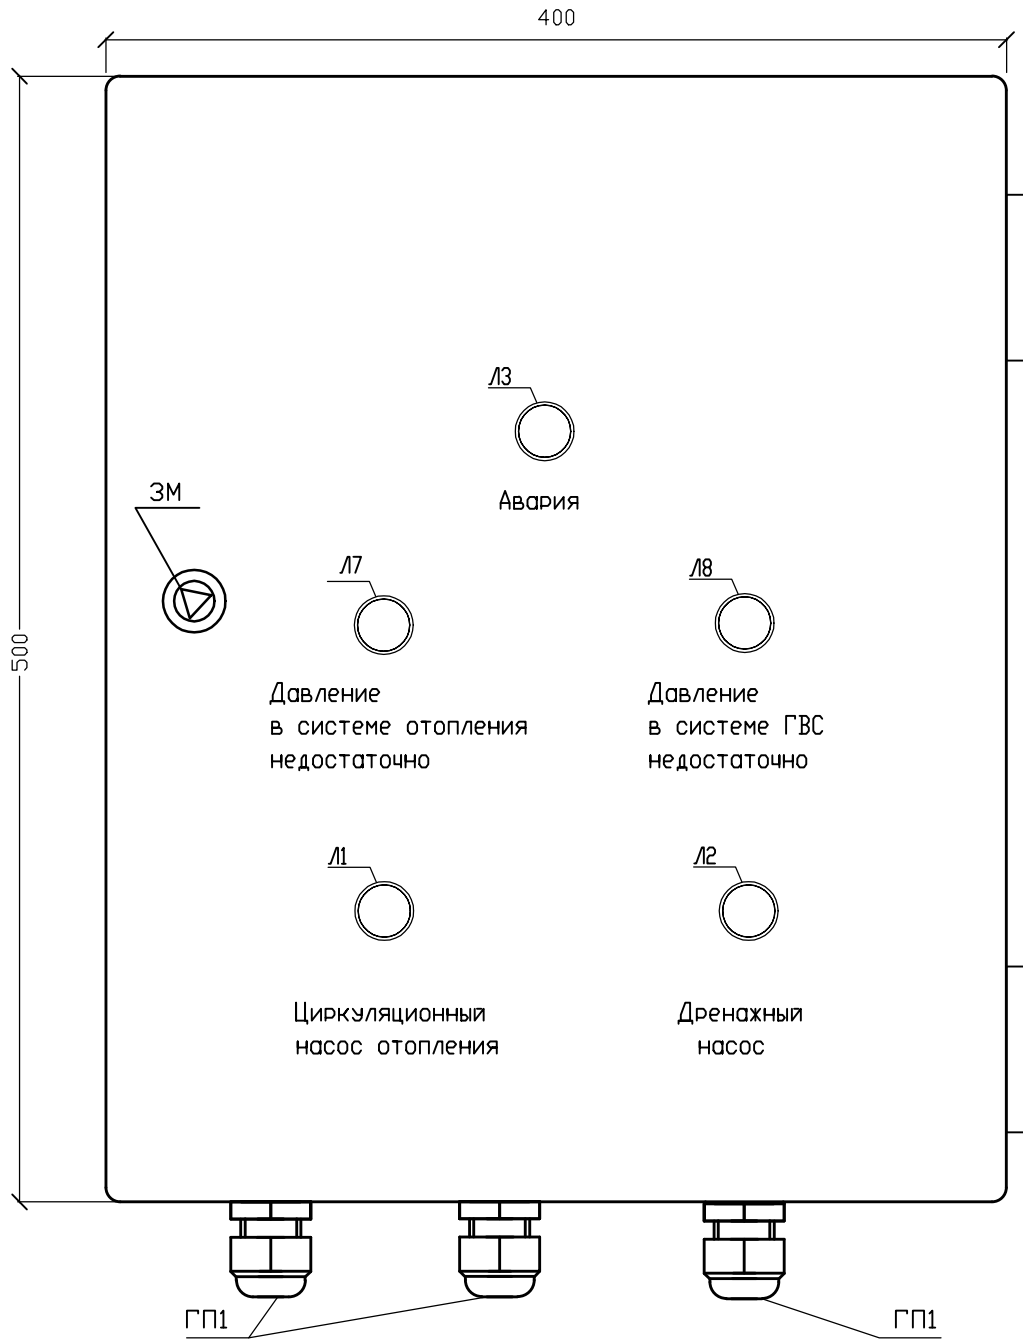 400
Л3
Авария
ЗМ
Л7
Л8
500
Давление
в системе отопления
недостаточно
Давление
в системе ГВС
недостаточно
Л1
Л2
Циркуляционный
насос отопления
Дренажный
насос
ГП1
ГП1